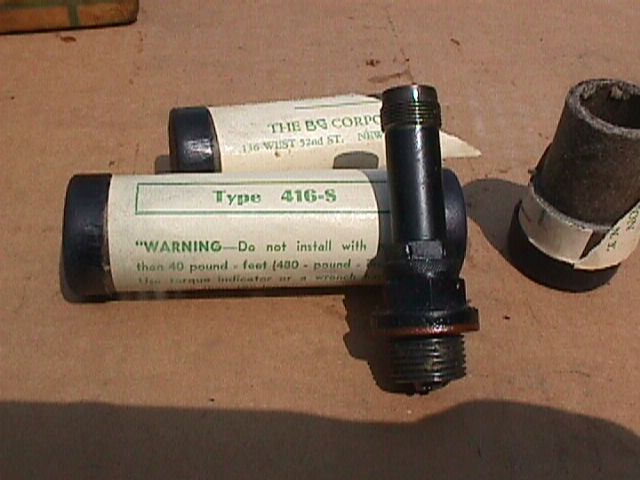 THE BG CORPO
136 WEST 52nd ST. NEW
Type 416-S
"WARNING—Do not install with
than 40 pound - feet (480 - pound -
Use torque indicator or a wrench